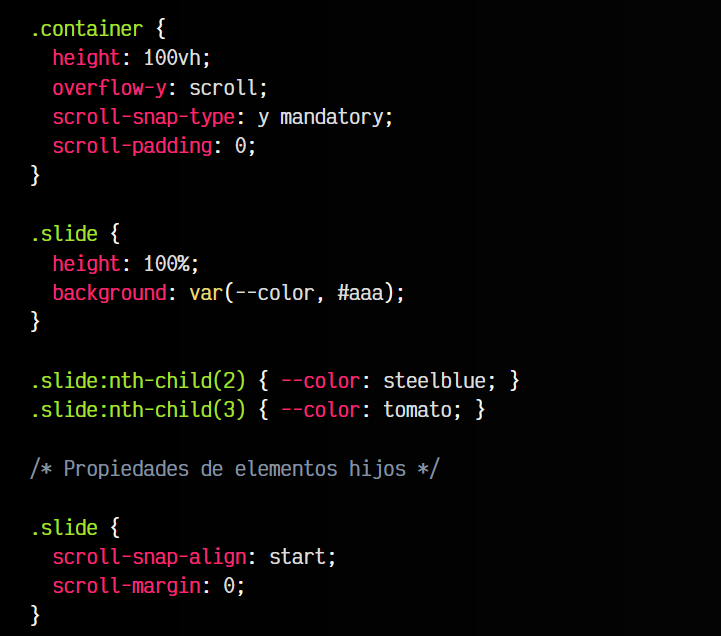 .container {
  height: 100vh;
  overflow-y: scroll;
  scroll-snap-type: y mandatory;
  scroll-padding: 0;
}

.slide {
  height: 100%;
  background: var(--color, #aaa);
}

.slide:nth-child(2) { --color: steelblue; }
.slide:nth-child(3) { --color: tomato; }

/* Propiedades de elementos hijos */

.slide {
  scroll-snap-align: start;
  scroll-margin: 0;
}